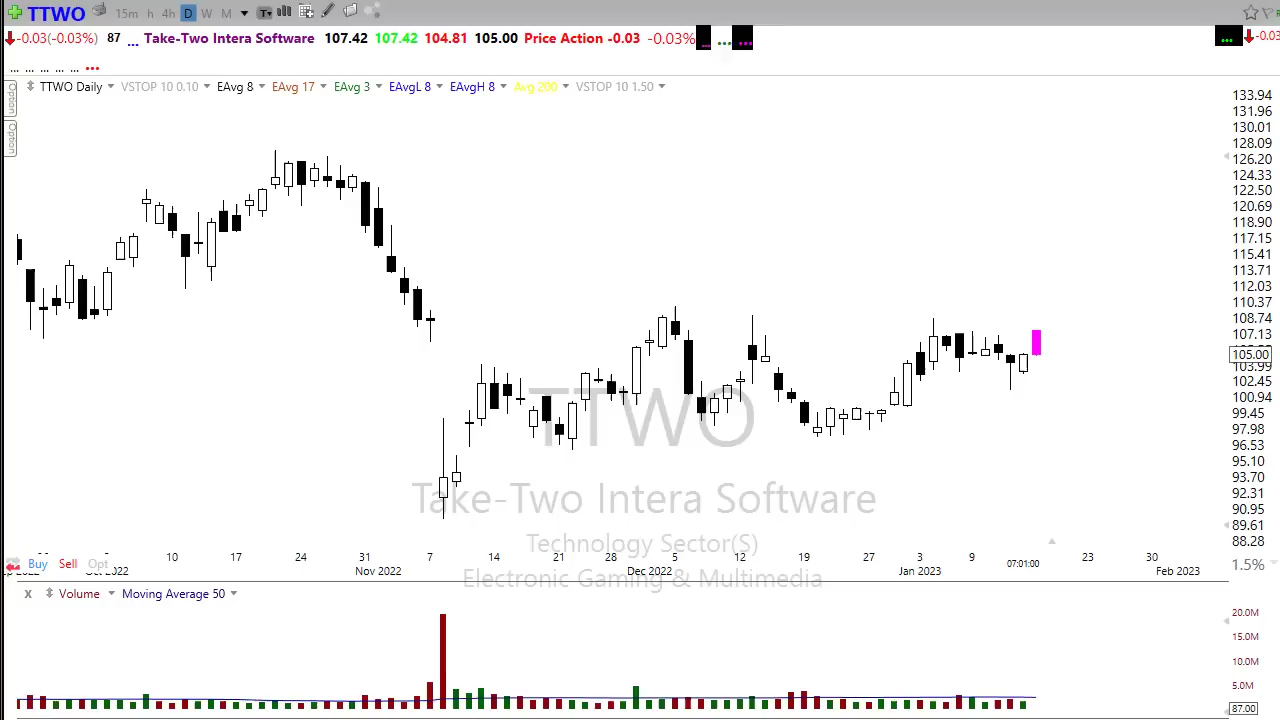 TTWO 15m h 4h D W M T
-0.03(-0.03%) 87 ... Take-Two Intera Software 107.42 107.42 104.81 105.00 Price Action -0.03 -0.03% ... ... ... ... -0.03
... ... ... ... ... ...
TTWO Daily VSTOP 10 0.10 EAvg 8 EAvg 17 EAvg 3 EAvgL 8 EAvgH 8 Avg 200 VSTOP 10 1.50
Option
Option
133.94
131.96
130.01
128.09
126.20
124.33
122.50
120.69
118.90
117.15
115.41
113.71
112.03
110.37
108.74
107.13
105.00
103.99
102.45
100.94
99.45
97.98
96.53
95.10
93.70
92.31
90.95
89.61
88.28
TTWO
Take-Two Intera Software
Technology Sector(S)
Electronic Gaming & Multimedia
10 17 24 31 7 14 21 28 5 12 19 27 3 9 07:01:00 23 30
Buy Sell Opt 1.5%
2022 Oct 2022 Nov 2022 Dec 2022 Jan 2023 Feb 2023
X Volume Moving Average 50
20.0M
15.0M
10.0M
5.0M
87.00